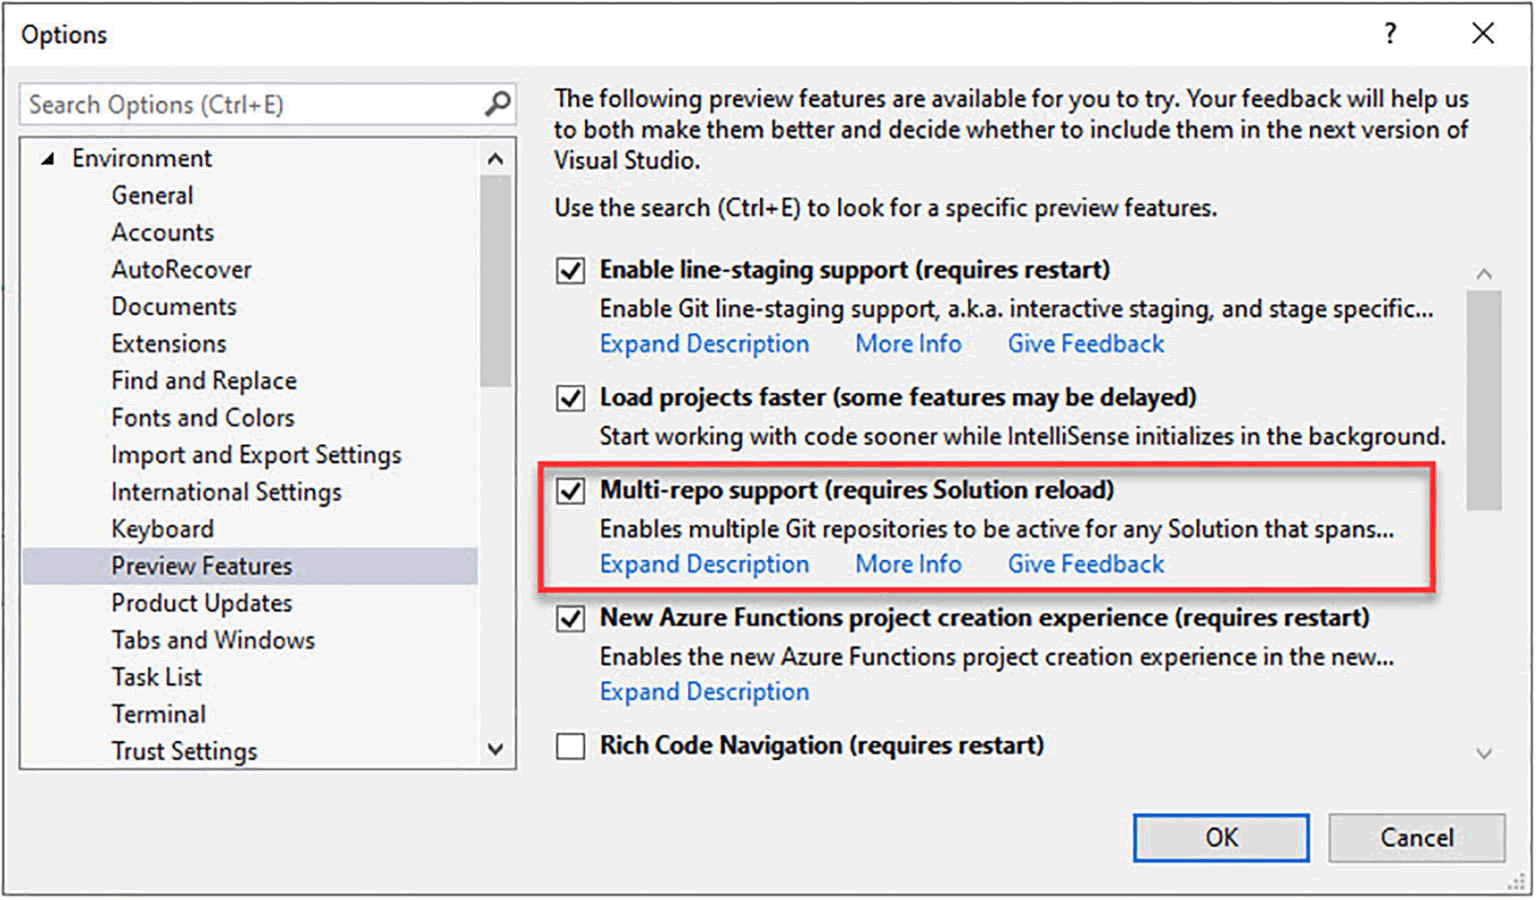 Options
?
Search Options (Ctrl+E)
Environment
General
Accounts
AutoRecover
Documents
Extensions
Find and Replace
Fonts and Colors
Import and Export Settings
International Settings
Keyboard
Preview Features
Product Updates
Tabs and Windows
Task List
Terminal
Trust Settings
The following preview features are available for you to try. Your feedback will help us
to both make them better and decide whether to include them in the next version of
Visual Studio.
Use the search (Ctrl+E) to look for a specific preview features.
Enable line-staging support (requires restart)
Enable Git line-staging support, a.k.a. interactive staging, and stage specific...
Expand Description More Info Give Feedback
Load projects faster (some features may be delayed)
Start working with code sooner while IntelliSense initializes in the background.
Multi-repo support (requires Solution reload)
Enables multiple Git repositories to be active for any Solution that spans...
Expand Description More Info Give Feedback
New Azure Functions project creation experience (requires restart)
Enables the new Azure Functions project creation experience in the new...
Expand Description
Rich Code Navigation (requires restart)
OK Cancel